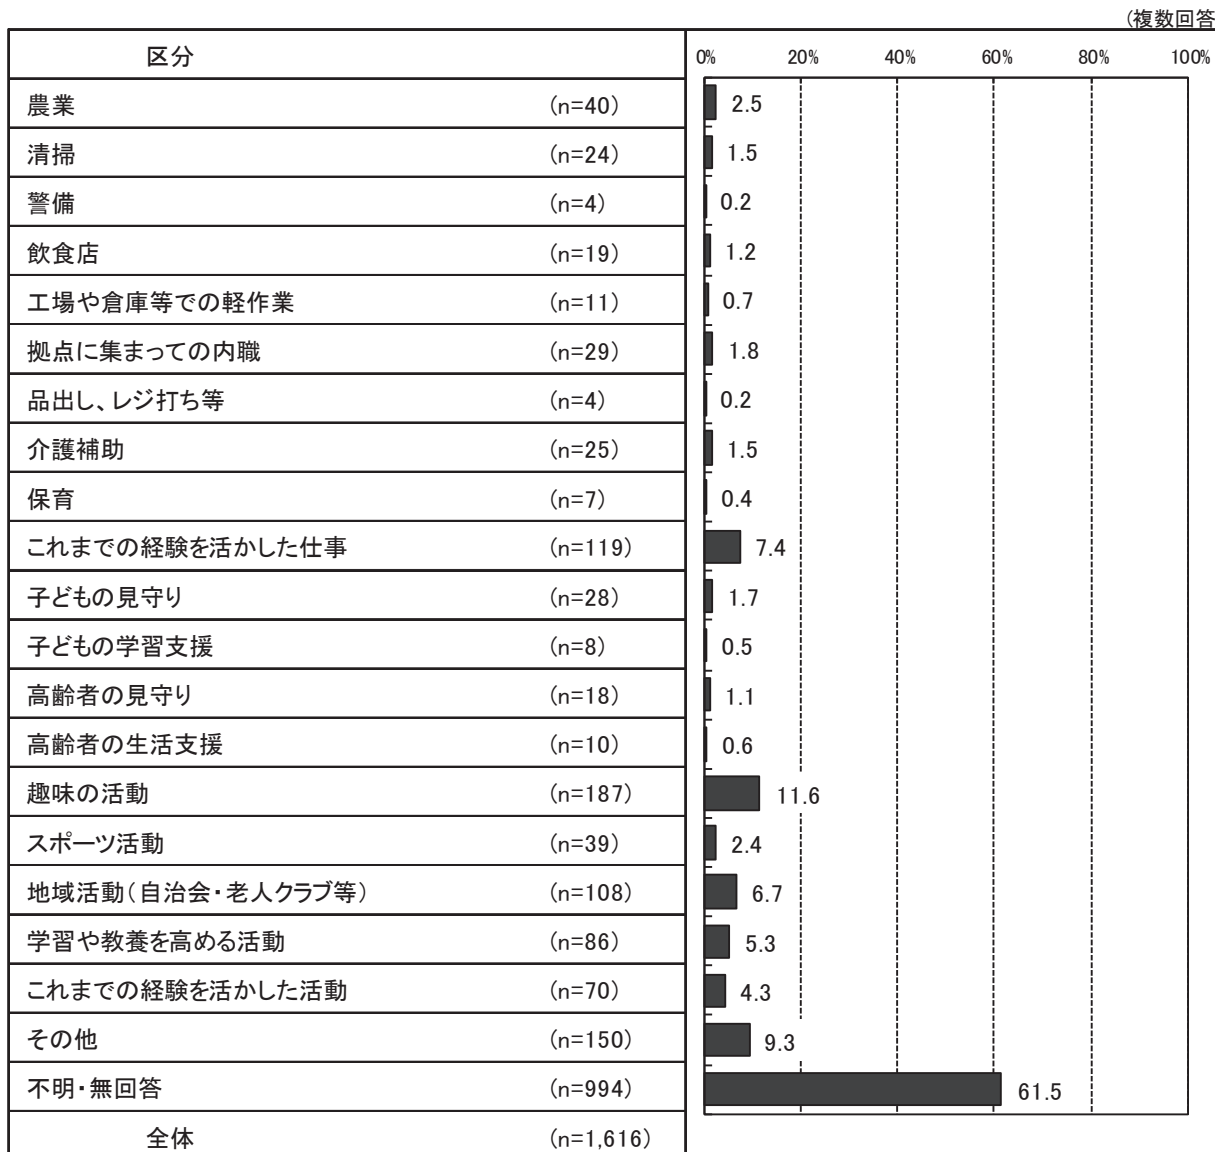 (複数回答
区分 0% 20% 40% 60% 80% 100%
農業 (n=40) 2.5
清掃 (n=24) 1.5
警備 (n=4) 0.2
飲食店 (n=19) 1.2
工場や倉庫等での軽作業 (n=11) 0.7
拠点に集まっての内職 (n=29) 1.8
品出し、レジ打ち等 (n=4) 0.2
介護補助 (n=25) 1.5
保育 (n=7) 0.4
これまでの経験を活かした仕事 (n=119) 7.4
子どもの見守り (n=28) 1.7
子どもの学習支援 (n=8) 0.5
高齢者の見守り (n=18) 1.1
高齢者の生活支援 (n=10) 0.6
趣味の活動 (n=187) 11.6
スポーツ活動 (n=39) 2.4
地域活動(自治会・老人クラブ等) (n=108) 6.7
学習や教養を高める活動 (n=86) 5.3
これまでの経験を活かした活動 (n=70) 4.3
その他 (n=150) 9.3
不明・無回答 (n=994) 61.5
全体 (n=1,616)